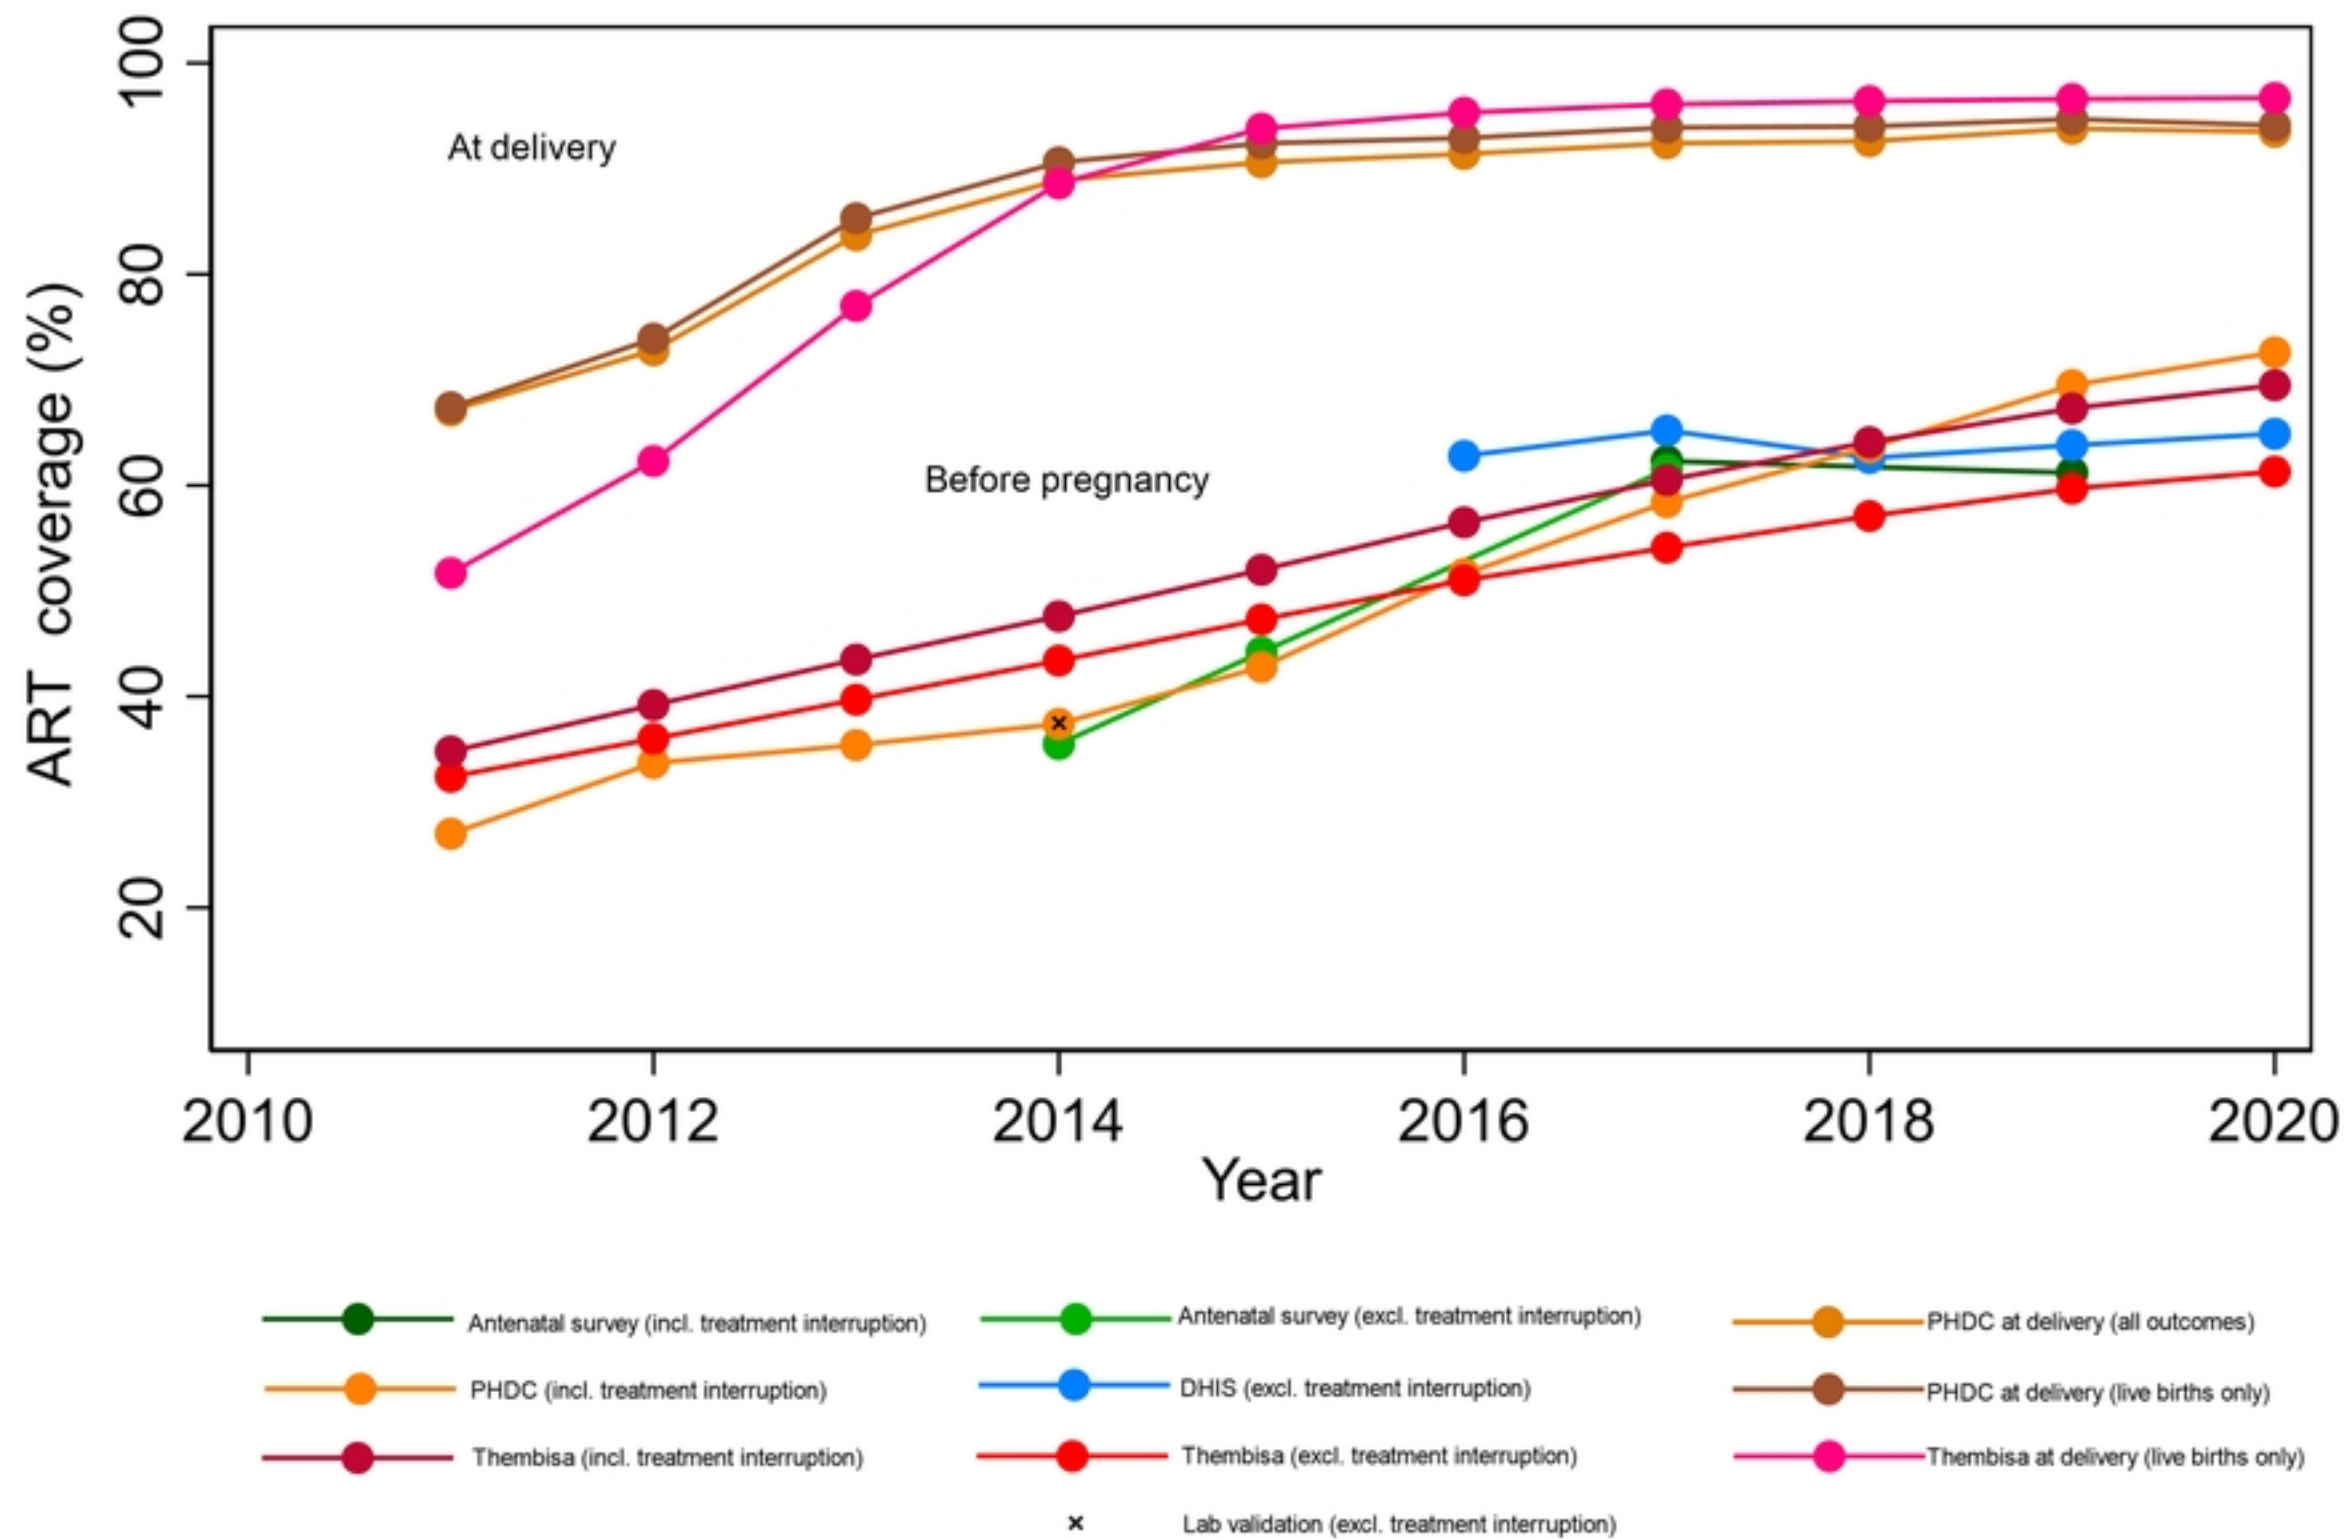 100
80
60
40
20
ART coverage (%)
At delivery
Before pregnancy
2010 2012 2014 2016 2018 2020
Year
Antenatal survey (incl. treatment interruption) Antenatal survey (excl. treatment interruption) PHDC at delivery (all outcomes)
PHDC (incl. treatment interruption) DHIS (excl. treatment interruption) PHDC at delivery (live births only)
Thembisa (incl. treatment interruption) Thembisa (excl. treatment interruption) Thembisa at delivery (live births only)
Lab validation (excl. treatment interruption)